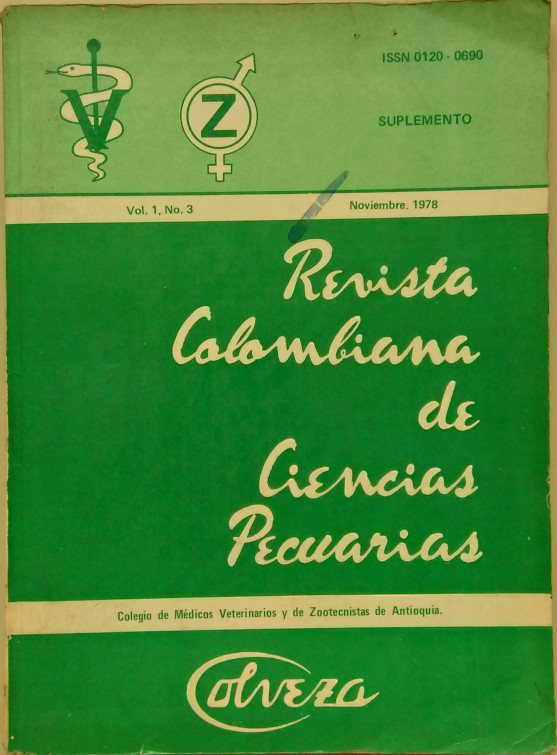 ISSN 0120 - 0690
V
Z
SUPLEMENTO
Vol. 1, No. 3
Noviembre. 1978
Revista
Colombiana
de
Ciencias
Pecuarias
Colegio de Médicos Veterinarios y de Zootecnistas de Antioquia.
Colveza